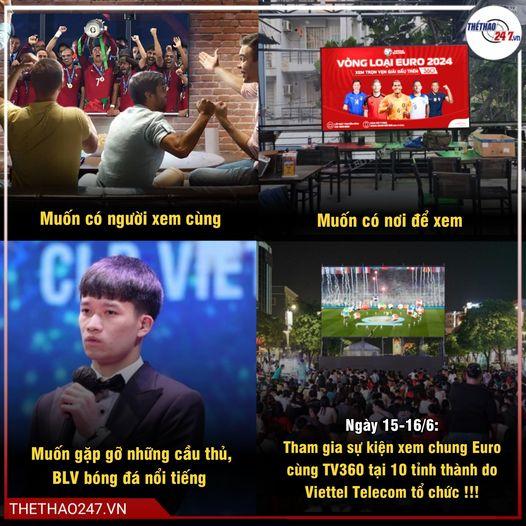 THỂTHAO
247.vn
VÒNG LOẠI EURO 2024
XEM TRỌN VẸN GIẢI ĐẤU TRÊN
360
Muốn có người xem cùng
Muốn có nơi để xem
CLB VIE
Muốn gặp gỡ những cầu thủ,
BLV bóng đá nổi tiếng
Ngày 15-16/6:
Tham gia sự kiện xem chung Euro
cùng TV360 tại 10 tỉnh thành do
Viettel Telecom tổ chức !!!
THETHAO247.VN